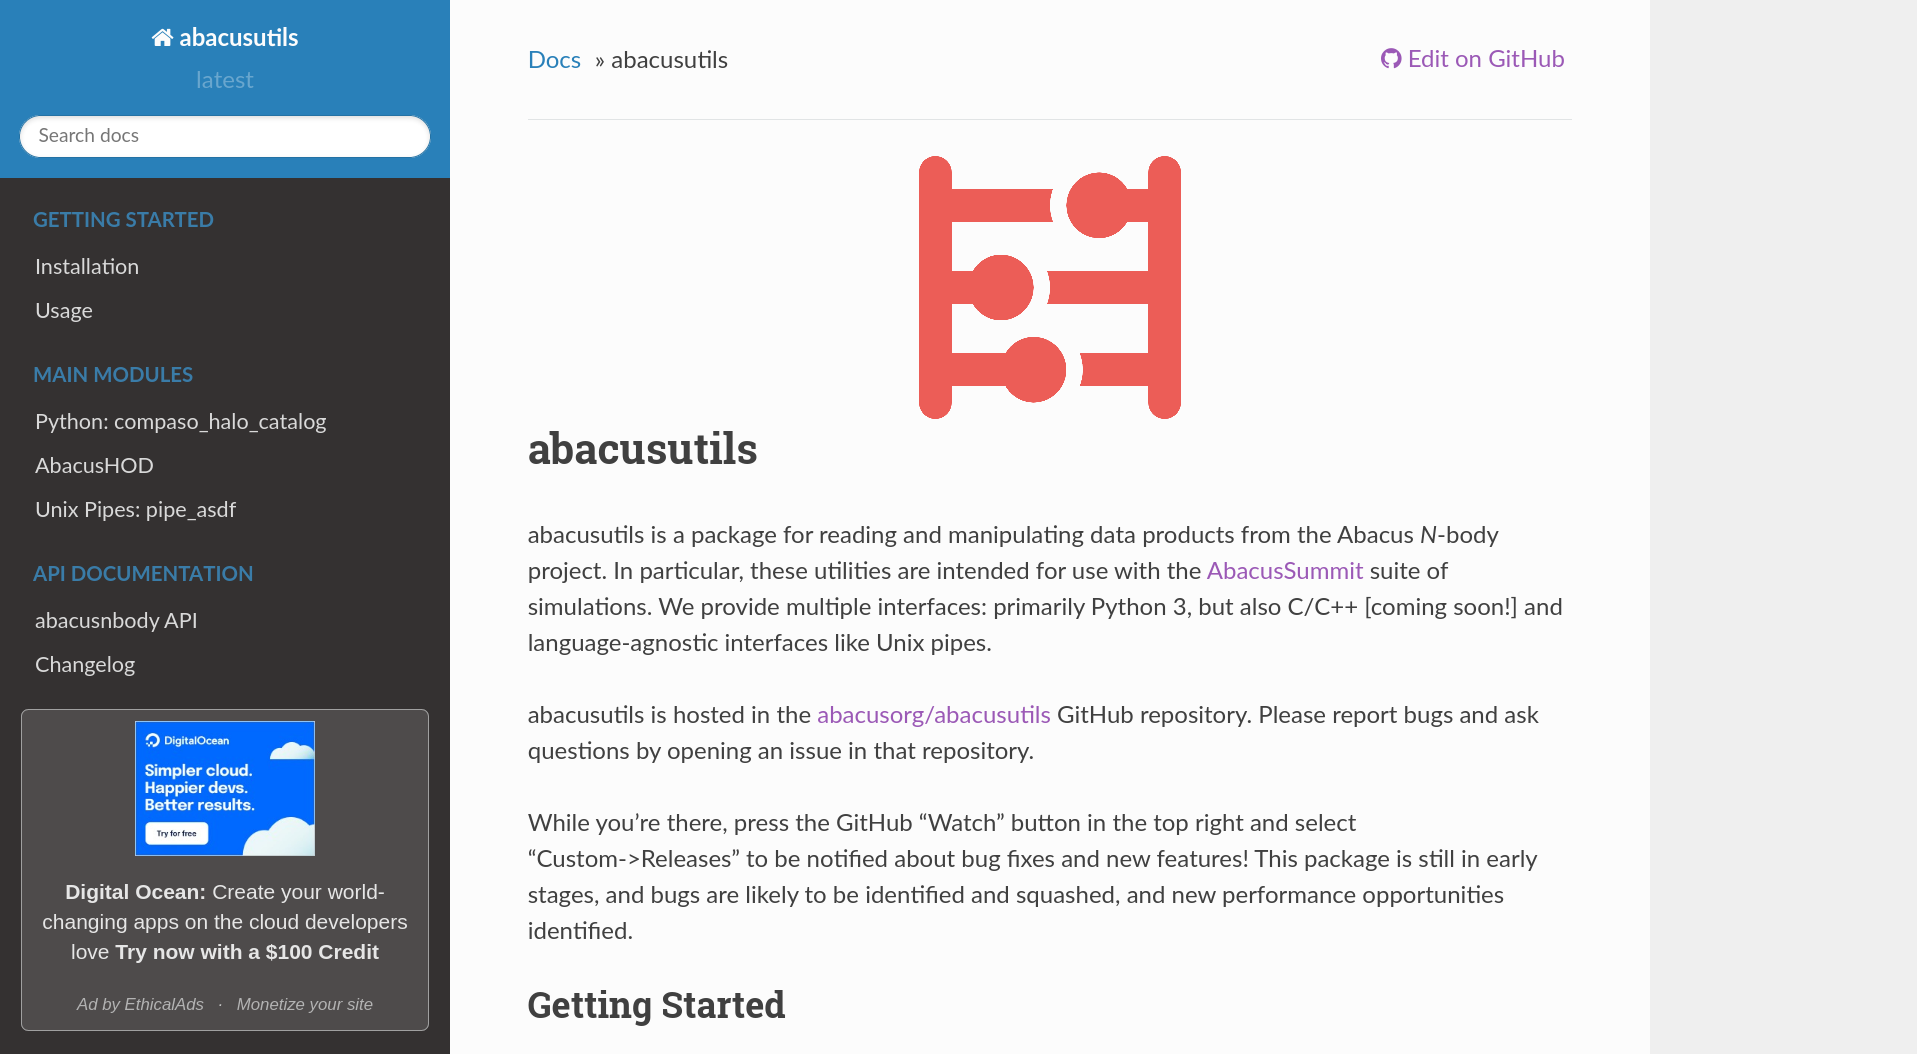 abacusutils
latest
Search docs
GETTING STARTED
Installation
Usage
MAIN MODULES
Python: compaso_halo_catalog
AbacusHOD
Unix Pipes: pipe_asdf
API DOCUMENTATION
abacusnbody API
Changelog
DigitalOcean
Simpler cloud.
Happier devs.
Better results.
Try for free
Digital Ocean: Create your world-
changing apps on the cloud developers
love Try now with a $100 Credit
Ad by EthicalAds · Monetize your site
Docs » abacusutils
Edit on GitHub
abacusutils
abacusutils is a package for reading and manipulating data products from the Abacus N-body
project. In particular, these utilities are intended for use with the AbacusSummit suite of
simulations. We provide multiple interfaces: primarily Python 3, but also C/C++ [coming soon!] and
language-agnostic interfaces like Unix pipes.
abacusutils is hosted in the abacusorg/abacusutils GitHub repository. Please report bugs and ask
questions by opening an issue in that repository.
While you’re there, press the GitHub “Watch” button in the top right and select
“Custom->Releases” to be notified about bug fixes and new features! This package is still in early
stages, and bugs are likely to be identified and squashed, and new performance opportunities
identified.
Getting Started